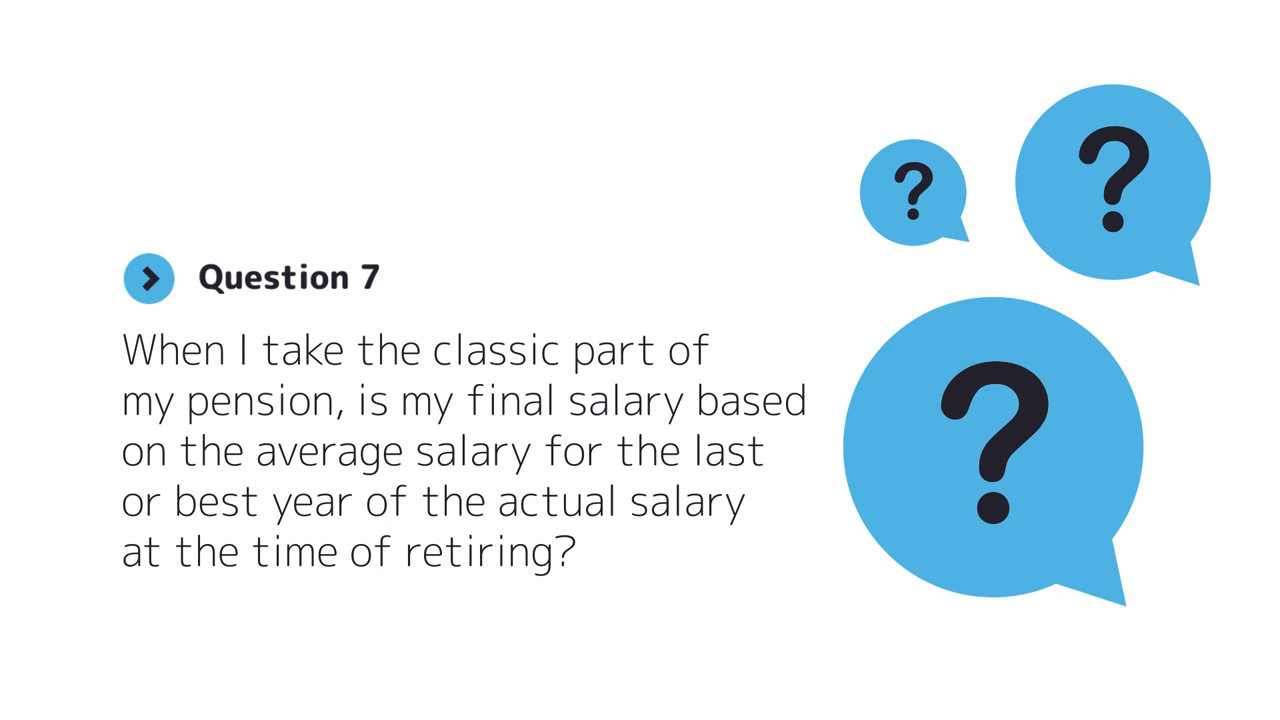 Question 7
When I take the classic part of
my pension, is my final salary based
on the average salary for the last
or best year of the actual salary
at the time of retiring?
?
?
?